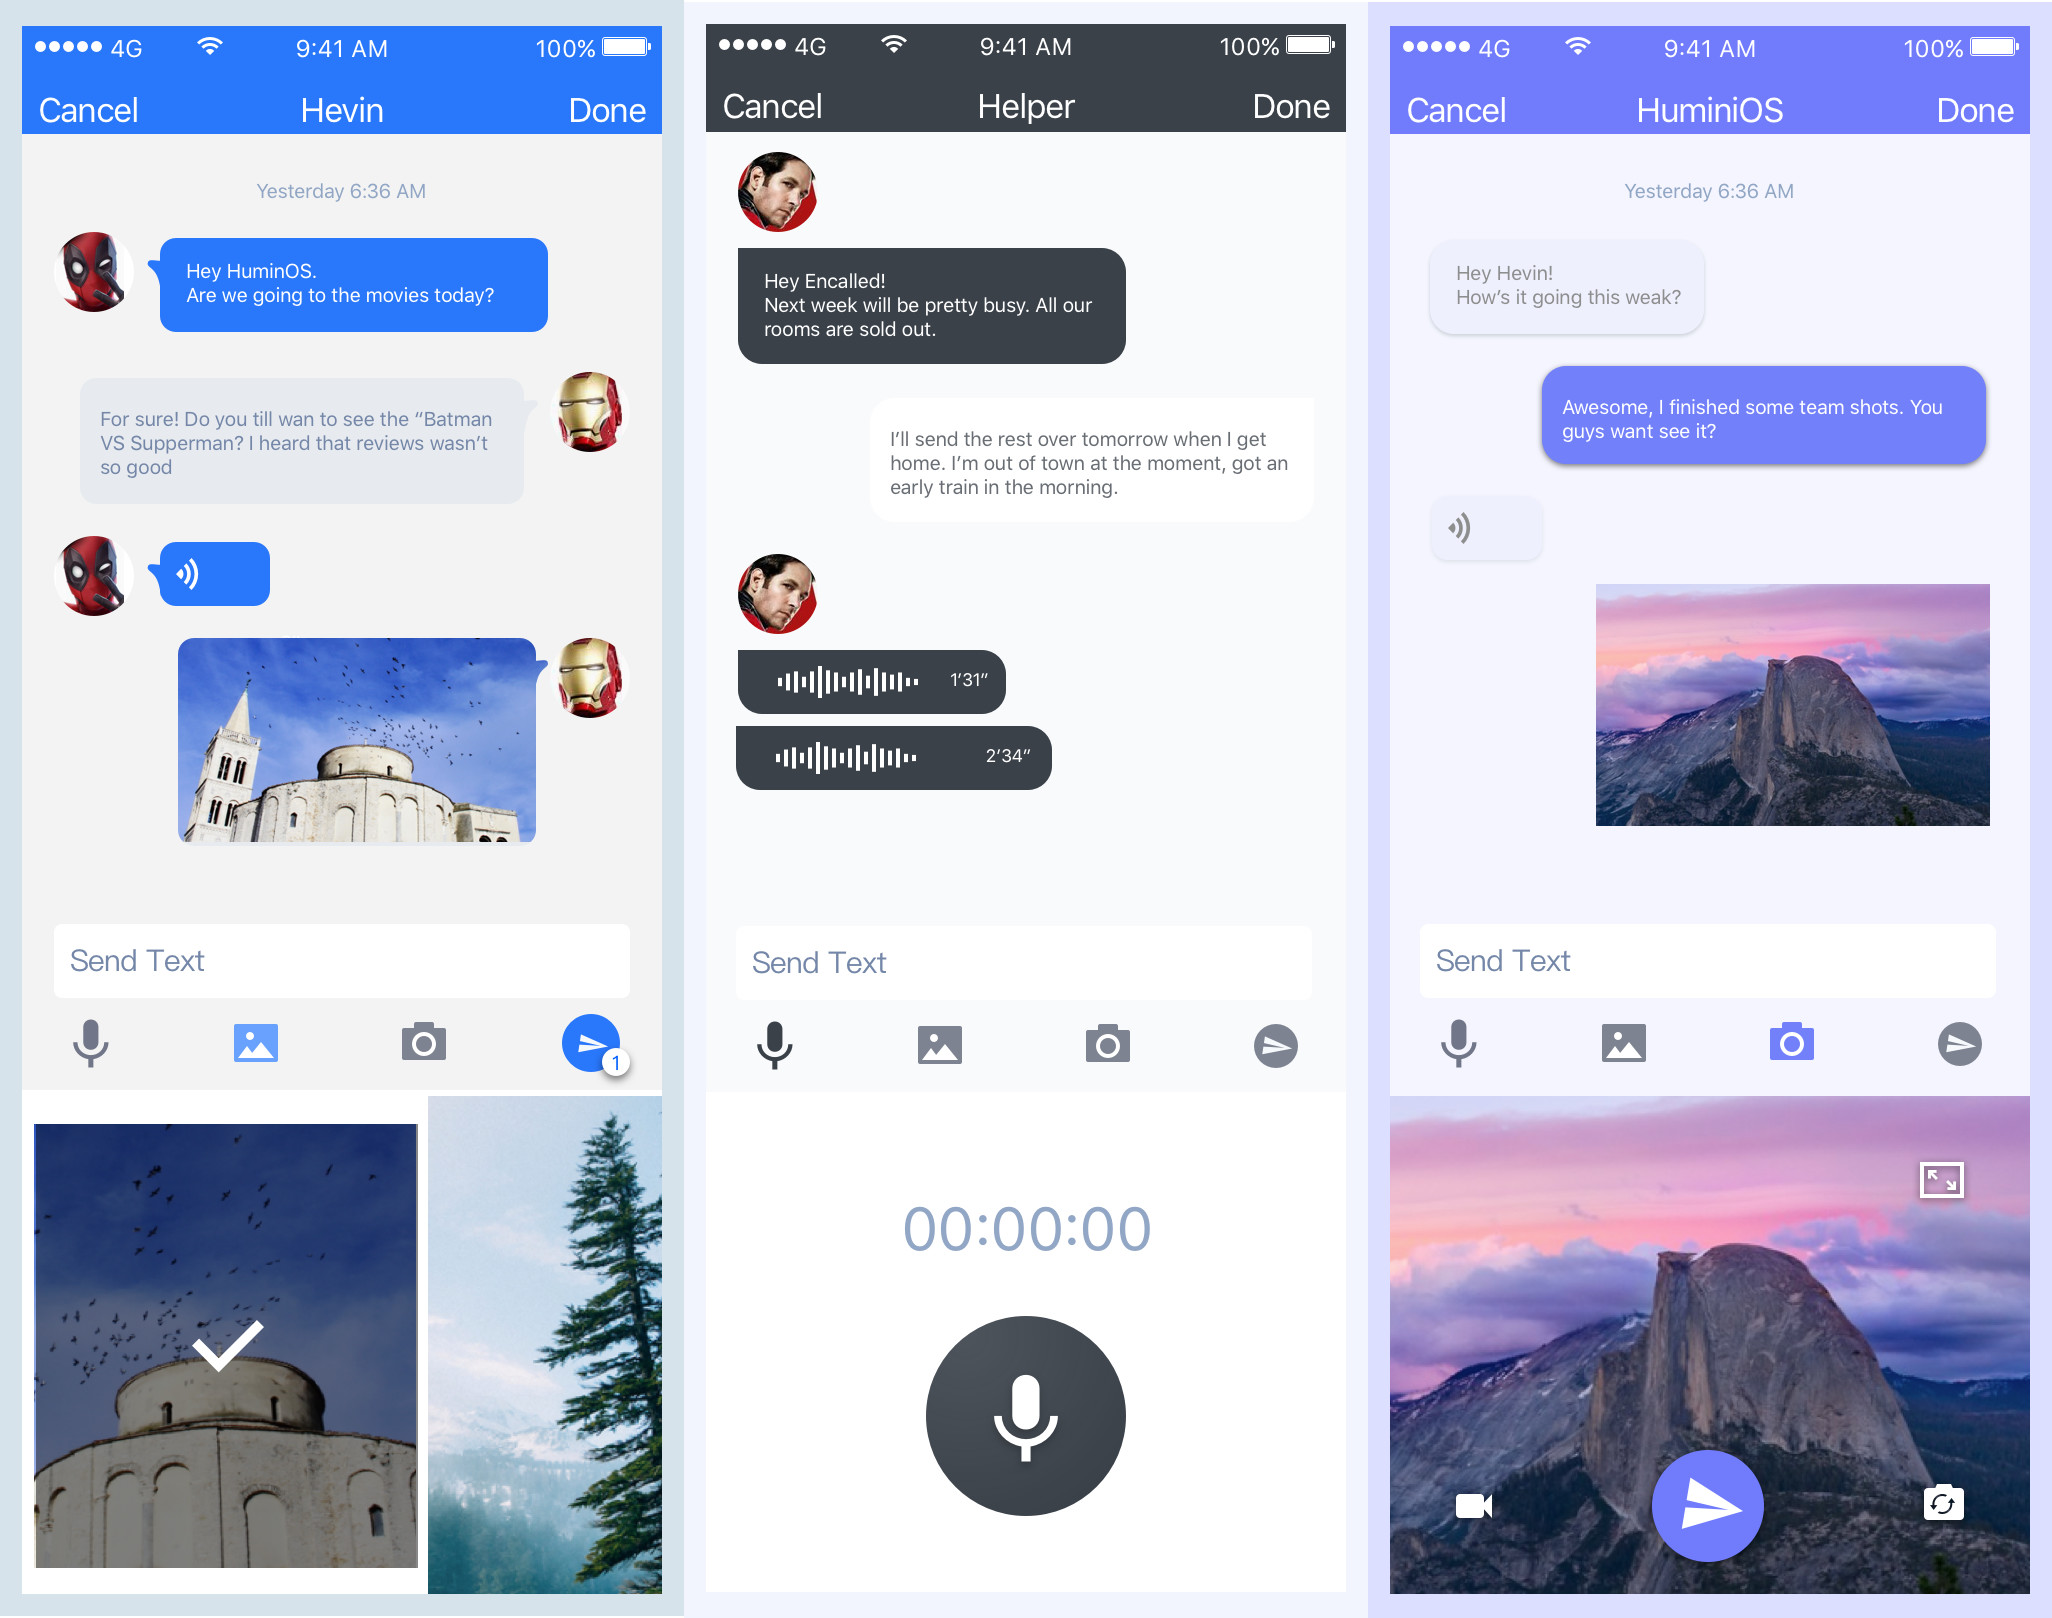 4G 9:41 AM 100%
Cancel Hevin Done
Yesterday 6:36 AM
Hey HuminOS.
Are we going to the movies today?
For sure! Do you till wan to see the “Batman
VS Supperman? I heard that reviews wasn’t
so good
Send Text
1
4G 9:41 AM 100%
Cancel Helper Done
Hey Encalled!
Next week will be pretty busy. All our
rooms are sold out.
I’ll send the rest over tomorrow when I get
home. I’m out of town at the moment, got an
early train in the morning.
1’31”
2’34”
Send Text
00:00:00
4G 9:41 AM 100%
Cancel HuminiOS Done
Yesterday 6:36 AM
Hey Hevin!
How’s it going this weak?
Awesome, I finished some team shots. You
guys want see it?
Send Text